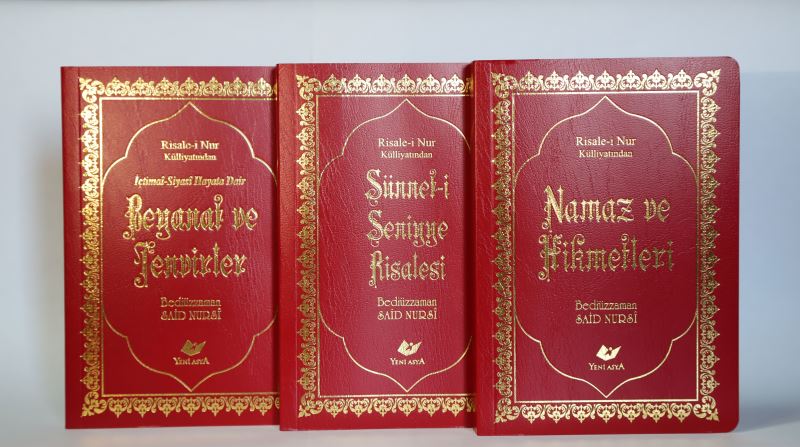 Risale-i Nur
Külliyatından
İçtimaî-Siyasî Hayata Dair
Beyanat ve
Tenvirler
Bediüzzaman
SAİD NURSÎ
YENİ ASYA
Risale-i Nur
Külliyatından
Sünnet-i
Seniyye
Risalesi
Bediüzzaman
SAİD NURSÎ
YENİ ASYA
Risale-i Nur
Külliyatından
Namaz ve
Hikmetleri
Bediüzzaman
SAİD NURSÎ
YENİ ASYA